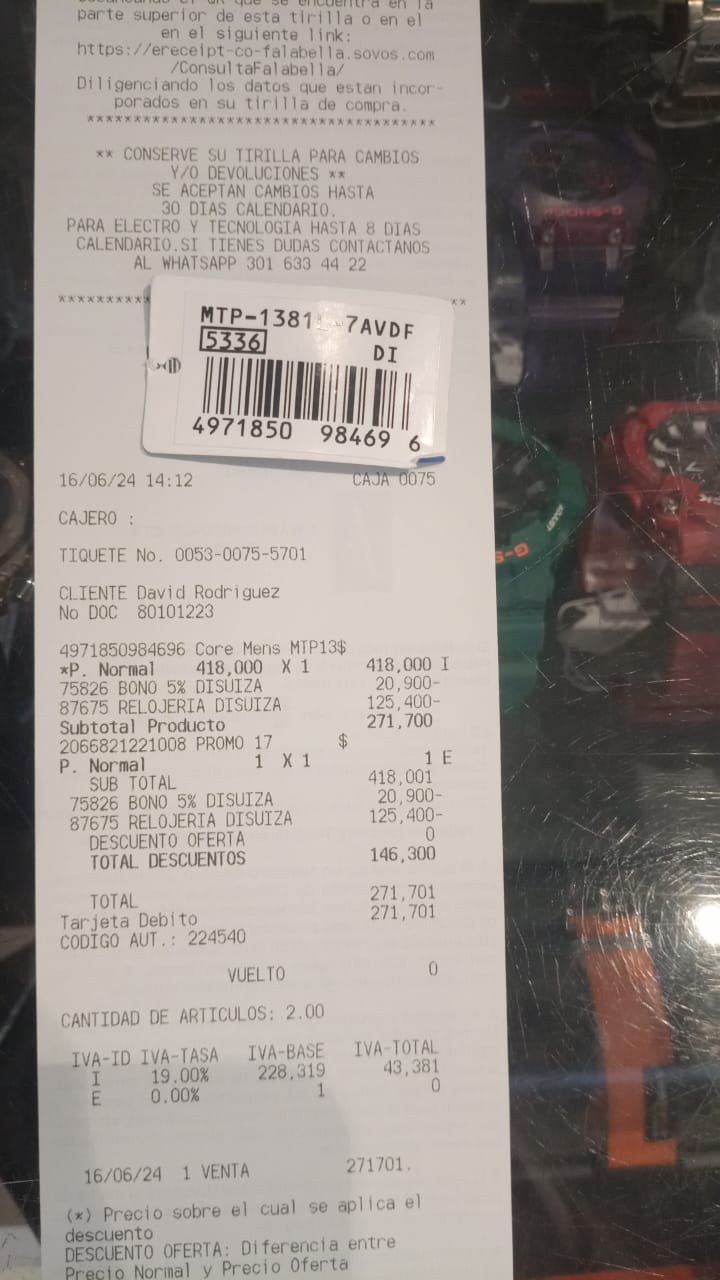 parte superior de esta tirilla o en el
en el siguiente link:
https://ereceipt-co-falabella.sovos.com
/ConsultaFalabella/
Diligenciando los datos que estan incor-
porados en su tirilla de compra.
**************************************
** CONSERVE SU TIRILLA PARA CAMBIOS
Y/O DEVOLUCIONES **
SE ACEPTAN CAMBIOS HASTA
30 DIAS CALENDARIO.
PARA ELECTRO Y TECNOLOGIA HASTA 8 DIAS
CALENDARIO.SI TIENES DUDAS CONTACTANOS
AL WHATSAPP 301 633 44 22
MTP-1381 -7AVDF
5336 DI
4971850 98469 6
16/06/24 14:12 CAJA 0075
CAJERO :
TIQUETE No. 0053-0075-5701
CLIENTE David Rodriguez
No DOC 80101223
4971850984696 Core Mens MTP13$
*P. Normal 418,000 X 1 418,000 I
75826 BONO 5% DISUIZA 20,900-
87675 RELOJERIA DISUIZA 125,400-
Subtotal Producto 271,700
2066821221008 PROMO 17 $
P. Normal 1 X 1 1 E
SUB TOTAL 418,001
75826 BONO 5% DISUIZA 20,900-
87675 RELOJERIA DISUIZA 125,400-
DESCUENTO OFERTA 0
TOTAL DESCUENTOS 146,300
TOTAL 271,701
Tarjeta Debito 271,701
CODIGO AUT.: 224540
VUELTO 0
CANTIDAD DE ARTICULOS: 2.00
IVA-ID IVA-TASA IVA-BASE IVA-TOTAL
I 19.00% 228,319 43,381
E 0.00% 1 0
16/06/24 1 VENTA 271701.
(*) Precio sobre el cual se aplica el
descuento
DESCUENTO OFERTA: Diferencia entre
Precio Normal y Precio Oferta
G-SHOCK